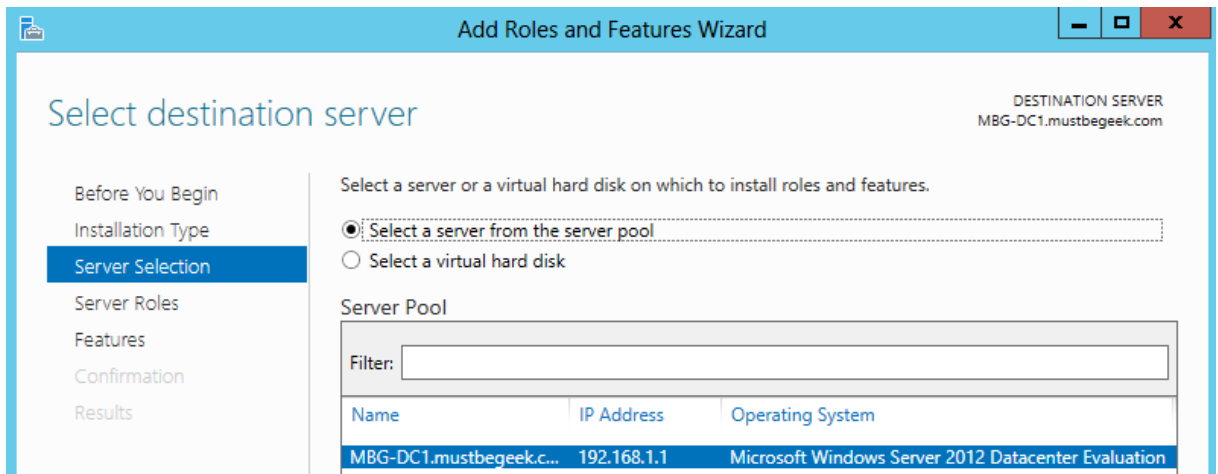 Add Roles and Features Wizard
Select destination server
DESTINATION SERVER
MBG-DC1.mustbegeek.com
Before You Begin
Installation Type
Server Selection
Server Roles
Features
Confirmation
Results
Select a server or a virtual hard disk on which to install roles and features.
Select a server from the server pool
Select a virtual hard disk
Server Pool
Filter:
Name IP Address Operating System
MBG-DC1.mustbegeek.c... 192.168.1.1 Microsoft Windows Server 2012 Datacenter Evaluation